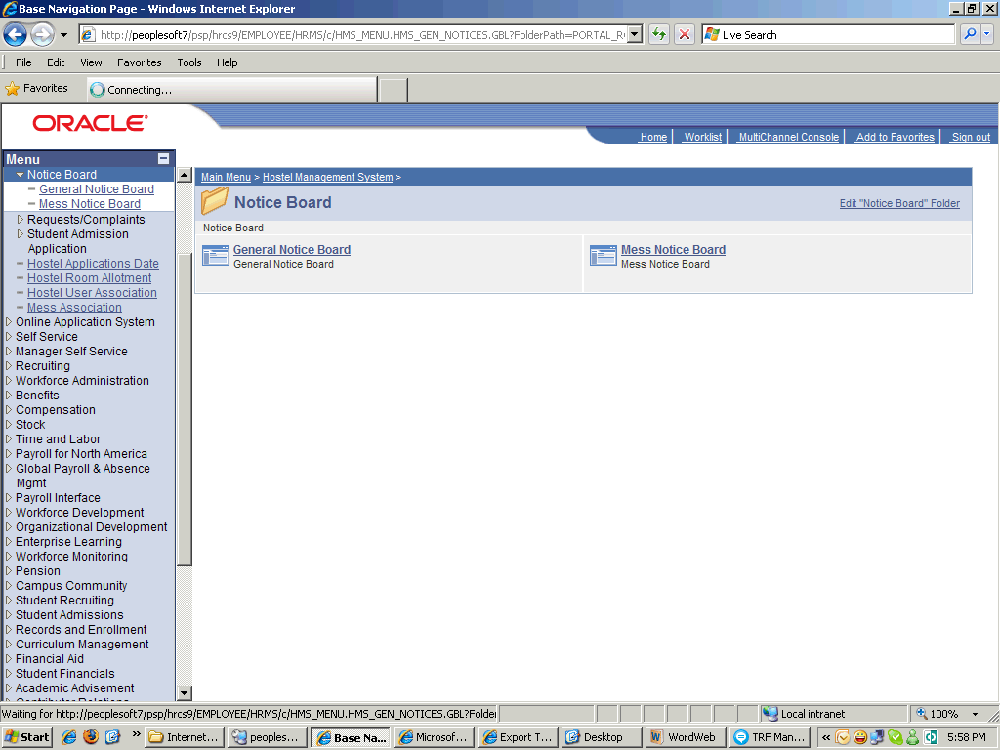 Base Navigation Page - Windows Internet Explorer
http://peoplesoft7/psp/hrcs9/EMPLOYEE/HRMS/c/HMS_MENU.HMS_GEN_NOTICES.GBL?FolderPath=PORTAL_R
Live Search
File Edit View Favorites Tools Help
Favorites
Connecting...
ORACLE®
Home Worklist MultiChannel Console Add to Favorites Sign out
Menu
Notice Board
General Notice Board
Mess Notice Board
Requests/Complaints
Student Admission
Application
Hostel Applications Date
Hostel Room Allotment
Hostel User Association
Mess Association
Online Application System
Self Service
Manager Self Service
Recruiting
Workforce Administration
Benefits
Compensation
Stock
Time and Labor
Payroll for North America
Global Payroll & Absence
Mgmt
Payroll Interface
Workforce Development
Organizational Development
Enterprise Learning
Workforce Monitoring
Pension
Campus Community
Student Recruiting
Student Admissions
Records and Enrollment
Curriculum Management
Financial Aid
Student Financials
Academic Advisement
Main Menu > Hostel Management System >
Notice Board
Edit "Notice Board" Folder
Notice Board
General Notice Board
General Notice Board
Mess Notice Board
Mess Notice Board
Waiting for http://peoplesoft7/psp/hrcs9/EMPLOYEE/HRMS/c/HMS_MENU.HMS_GEN_NOTICES.GBL?Folder
Local intranet
100%
Start
»
Internet...
peoples...
Base Na...
Microsof...
Export T...
Desktop
WordWeb
TRF Man...
«
5:58 PM